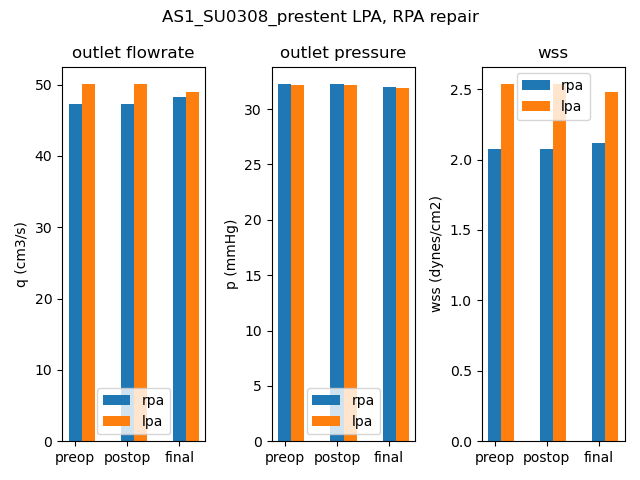 AS1_SU0308_prestent LPA, RPA repair
outlet flowrate
q (cm3/s)
50
40
30
20
10
0
preop postop final
rpa
lpa
outlet pressure
p (mmHg)
30
25
20
15
10
5
0
preop postop final
rpa
lpa
wss
wss (dynes/cm2)
2.5
2.0
1.5
1.0
0.5
0.0
preop postop final
rpa
lpa